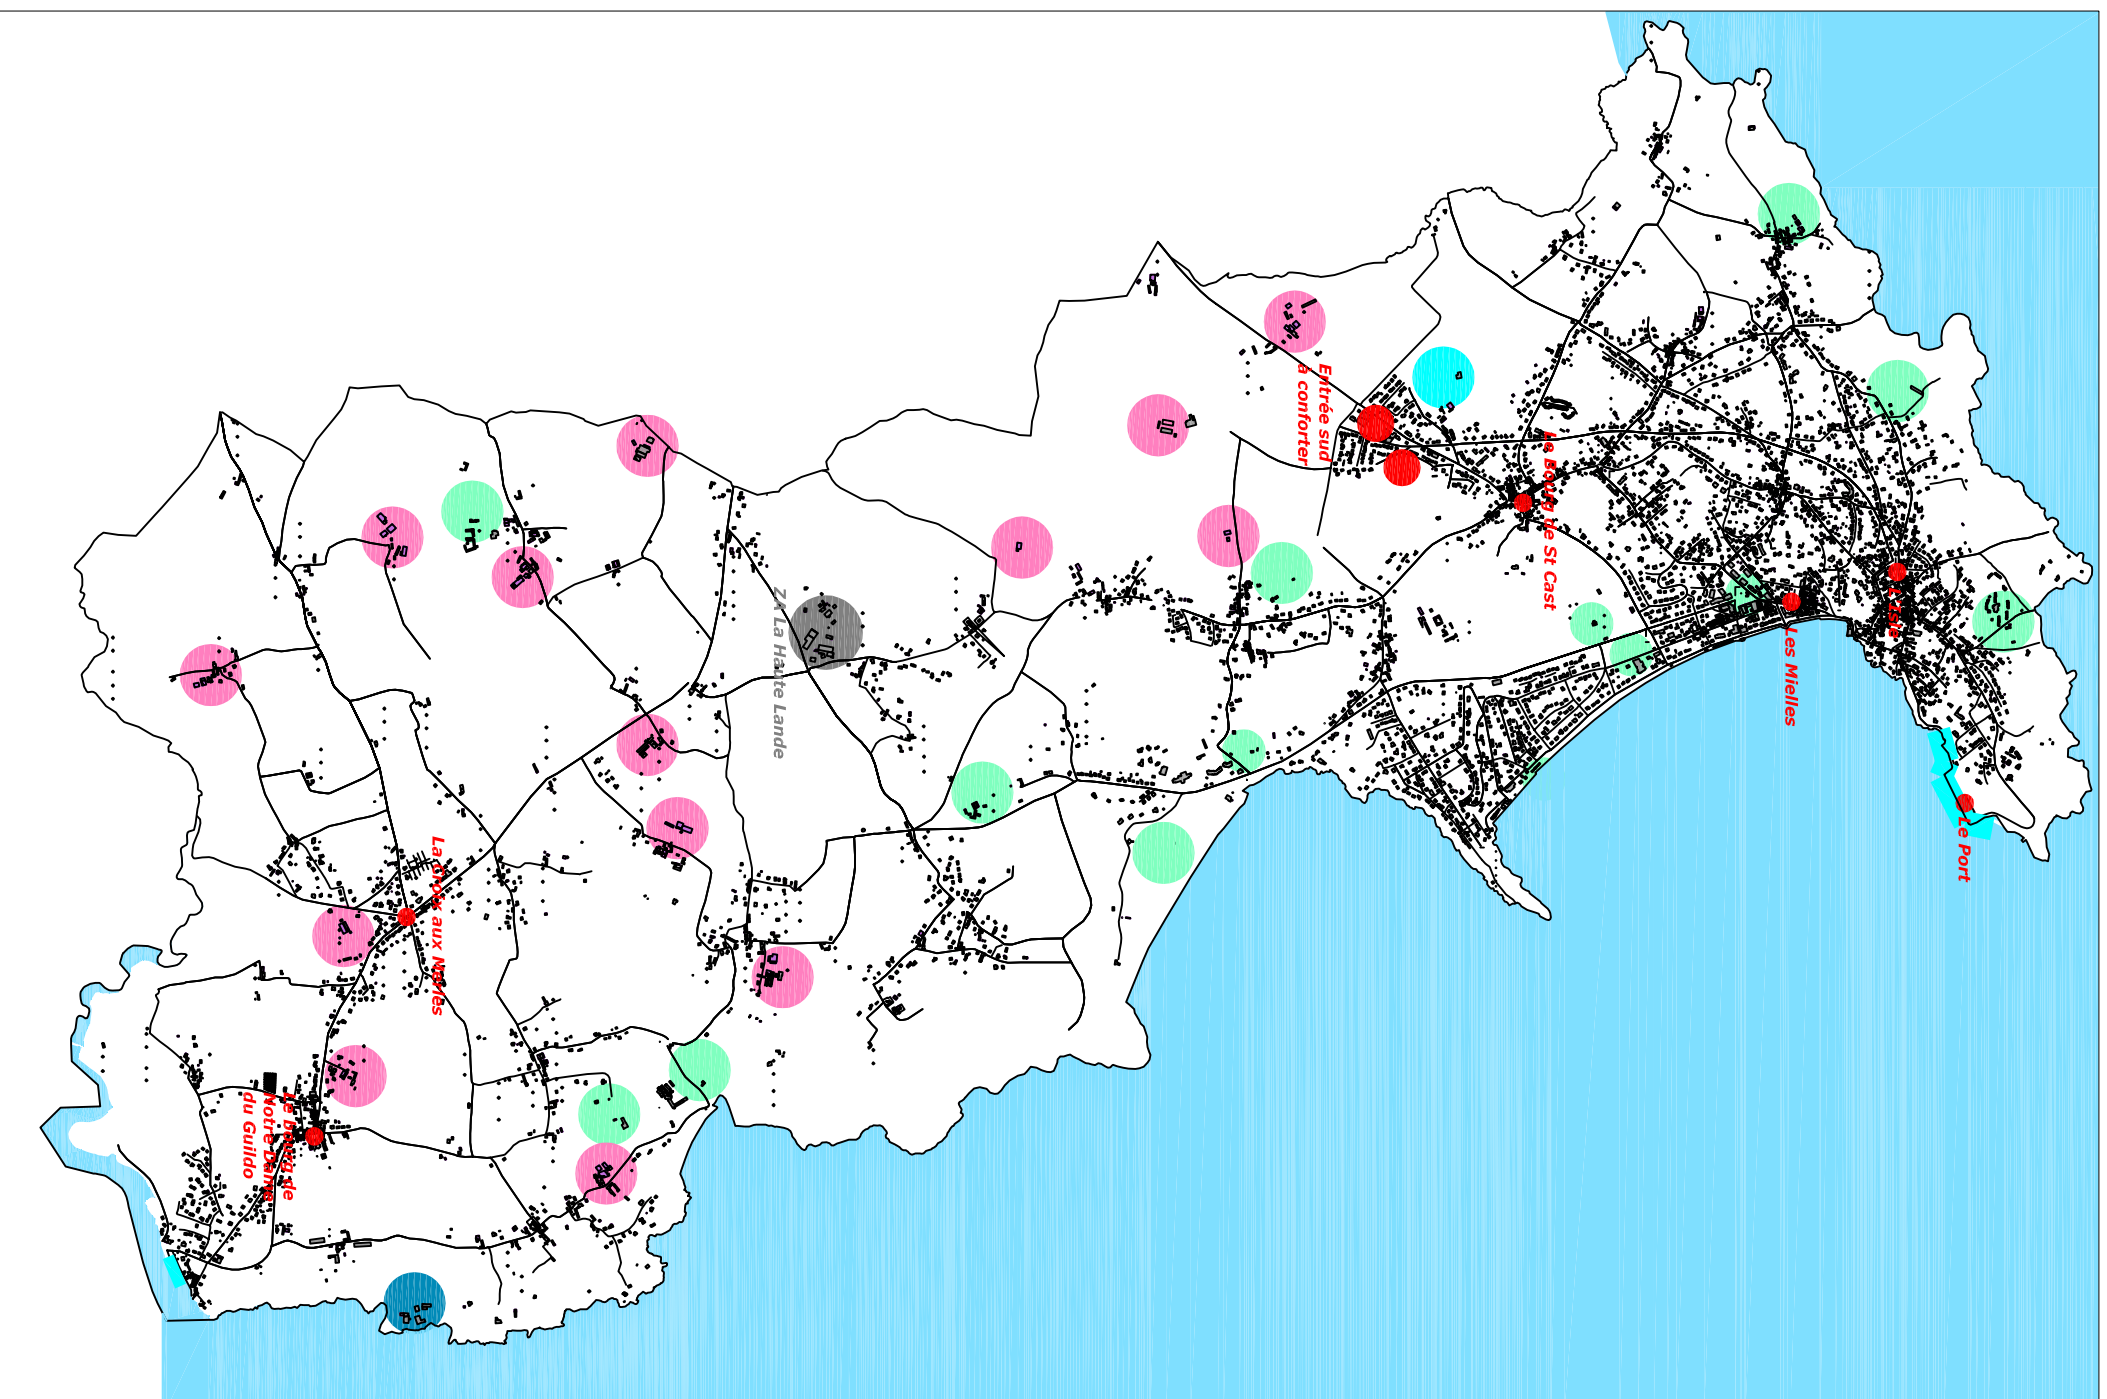 Entrée sud
à conforter
Le Bourg de St Cast
L'Isle
Les Mielles
Le Port
ZA La Haute Lande
La Croix aux Merles
Le bourg de
Notre Dame
du Guildo